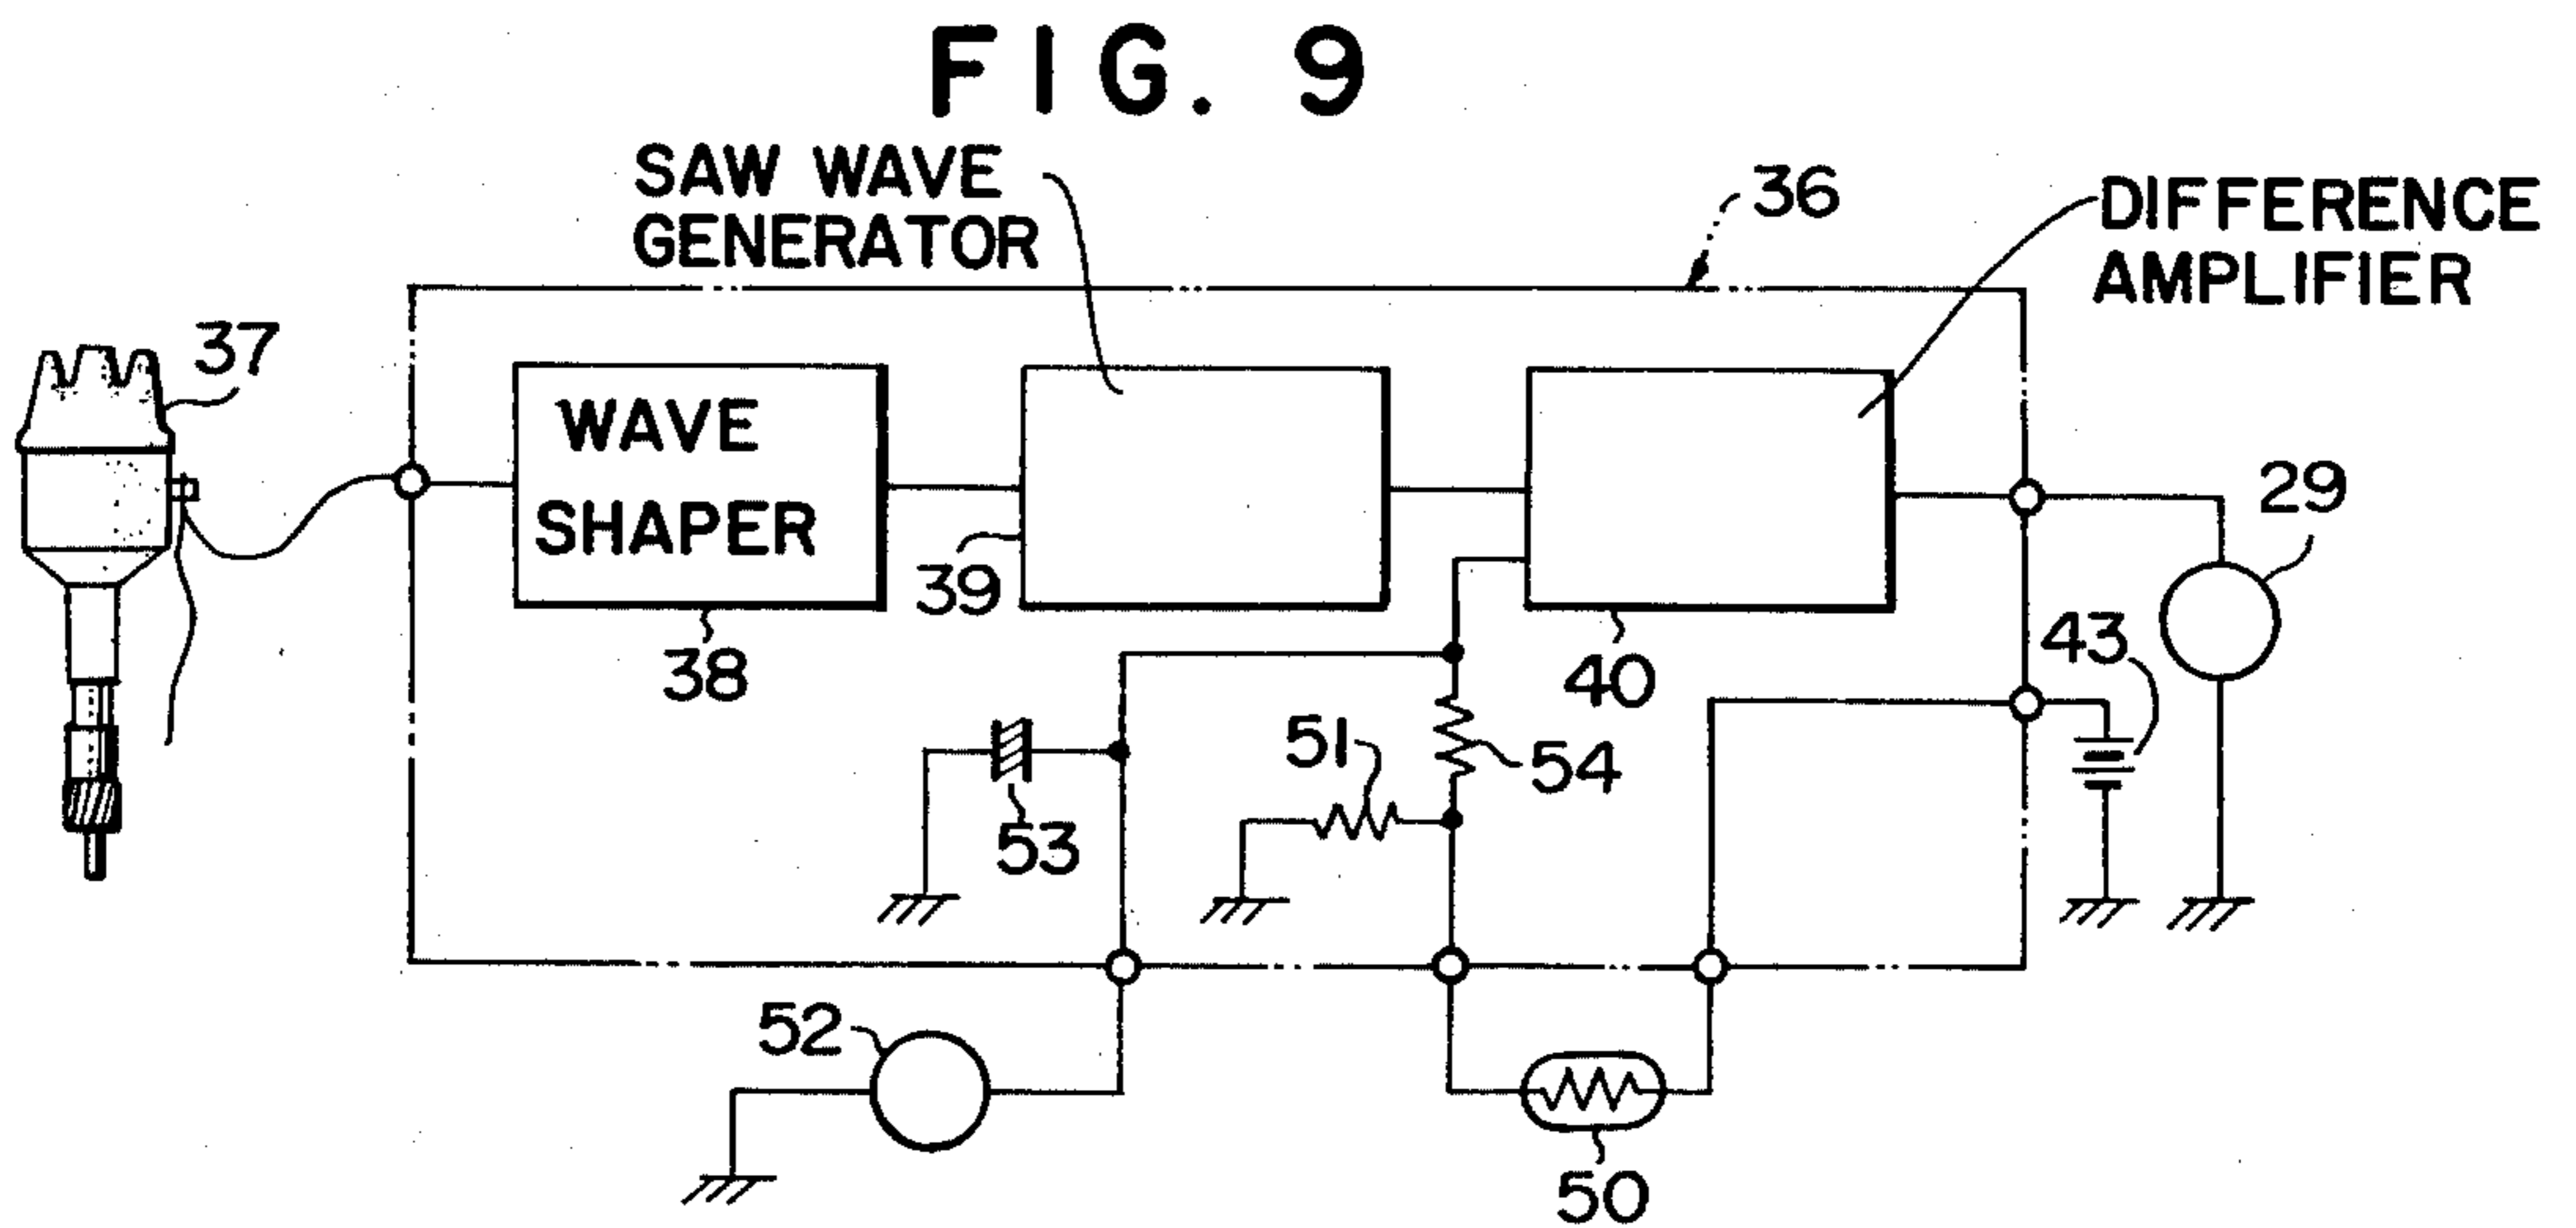 FIG. 9
SAW WAVE
GENERATOR
36
DIFFERENCE
AMPLIFIER
37
WAVE
SHAPER
29
39
38
40
43
51
54
53
52
50